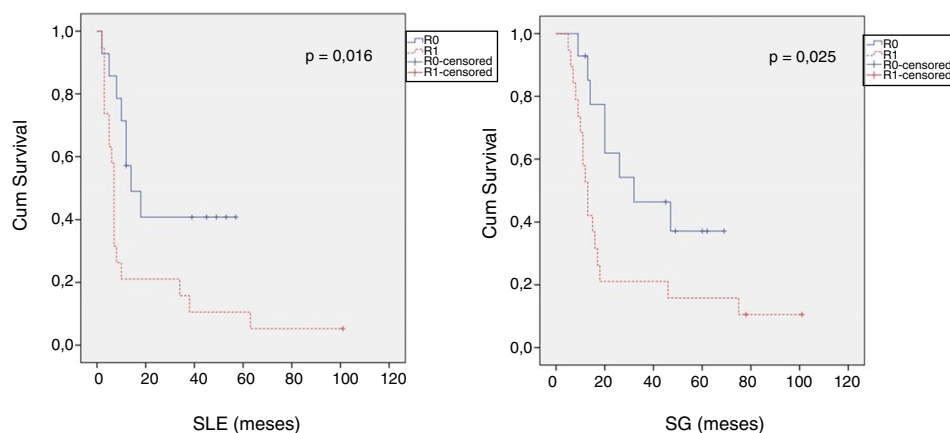 1,0
0,8
0,6
0,4
0,2
0,0
Cum Survival
p = 0,016
R0
R1
R0-censored
R1-censored
0 20 40 60 80 100 120
SLE (meses)
1,0
0,8
0,6
0,4
0,2
0,0
Cum Survival
p = 0,025
R0
R1
R0-censored
R1-censored
0 20 40 60 80 100 120
SG (meses)